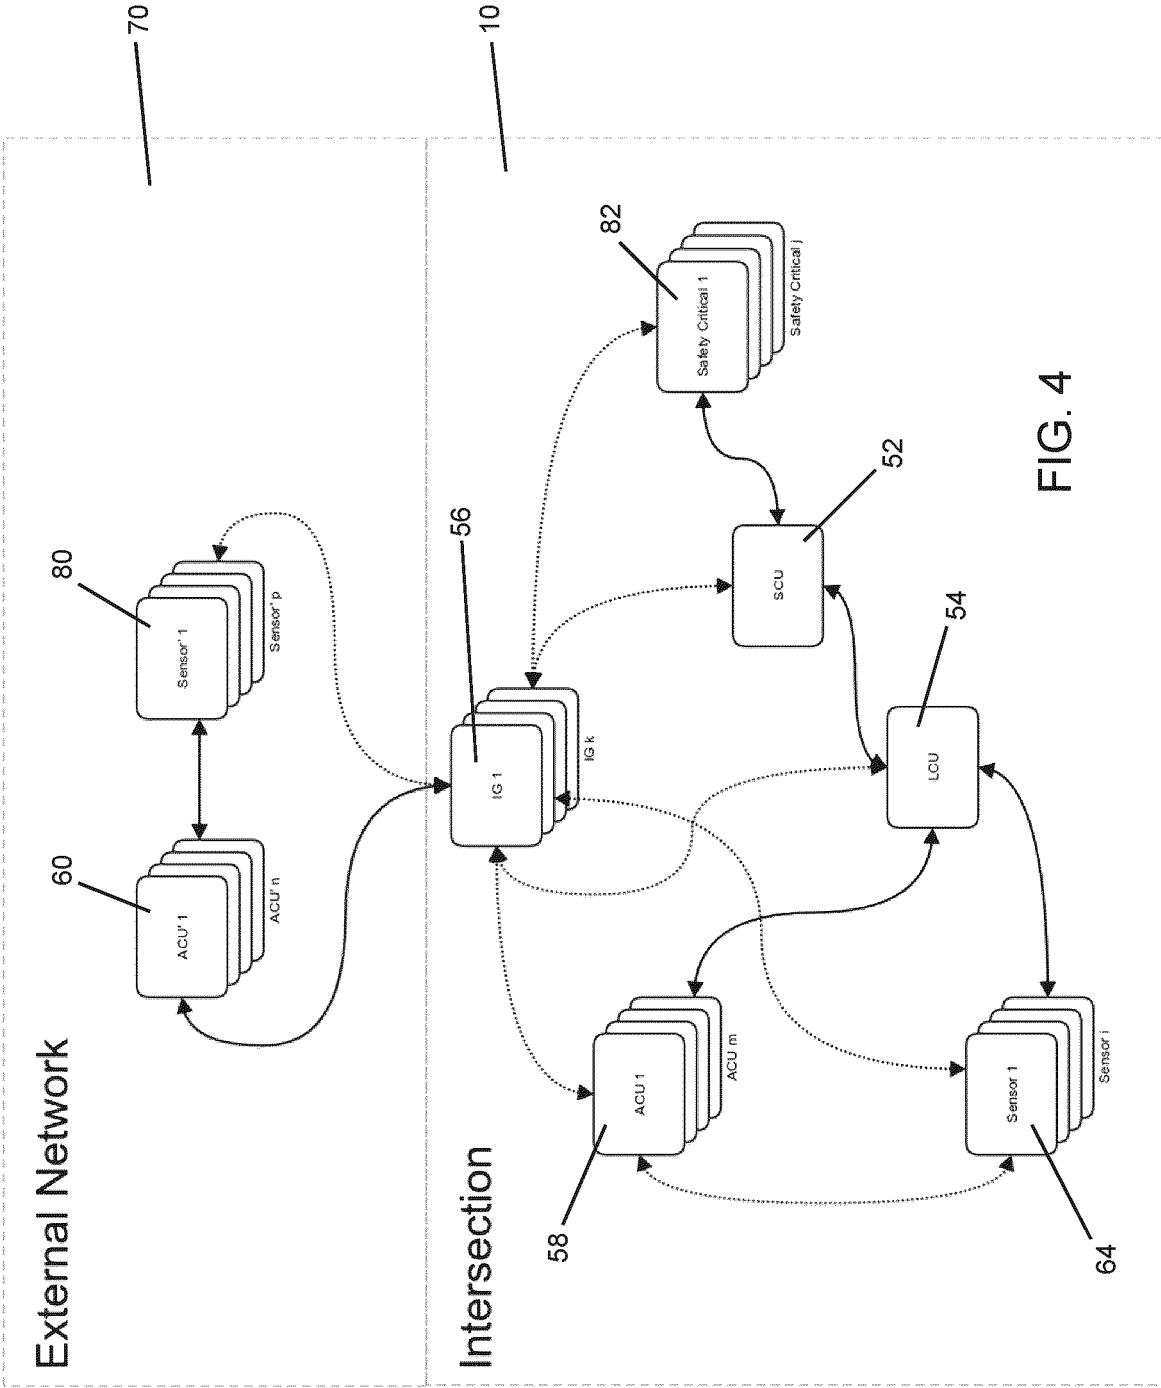 External Network
70
60
ACU' 1
ACU' n
80
Sensor' 1
Sensor' p
Intersection
10
56
IG 1
IG k
82
Safety Critical 1
Safety Critical j
58
ACU 1
ACU m
SCU
52
LCU
54
Sensor 1
Sensor i
64
FIG. 4